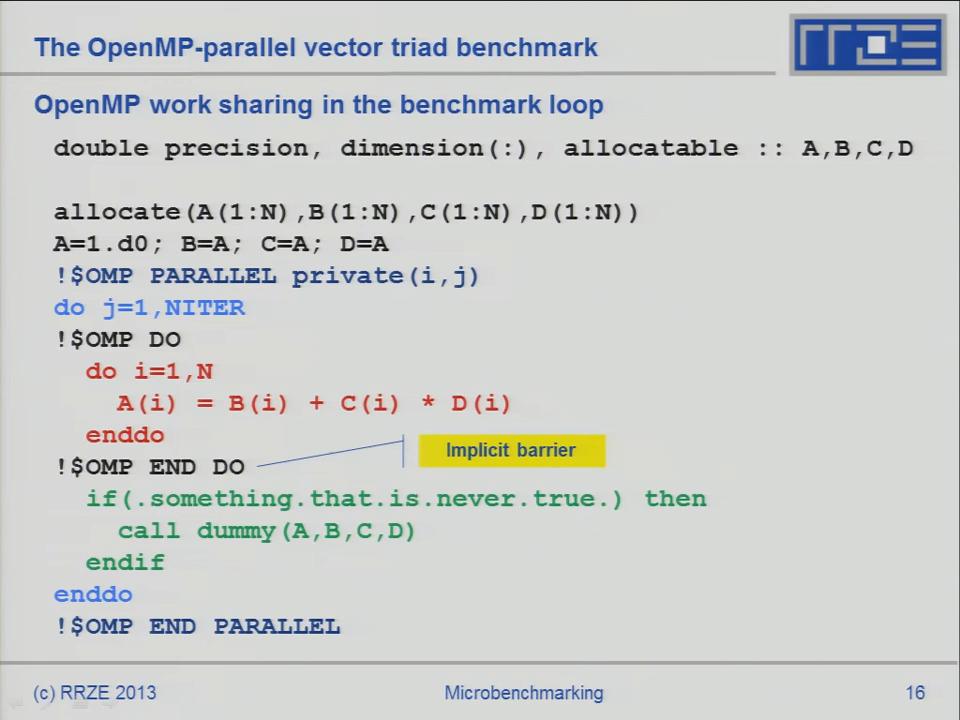 The OpenMP-parallel vector triad benchmark
RRZE
OpenMP work sharing in the benchmark loop
double precision, dimension(:), allocatable :: A,B,C,D
allocate(A(1:N),B(1:N),C(1:N),D(1:N))
A=1.d0; B=A; C=A; D=A
!$OMP PARALLEL private(i,j)
do j=1,NITER
!$OMP DO
do i=1,N
A(i) = B(i) + C(i) * D(i)
enddo
!$OMP END DO
Implicit barrier
if(.something.that.is.never.true.) then
call dummy(A,B,C,D)
endif
enddo
!$OMP END PARALLEL
(c) RRZE 2013
Microbenchmarking
16